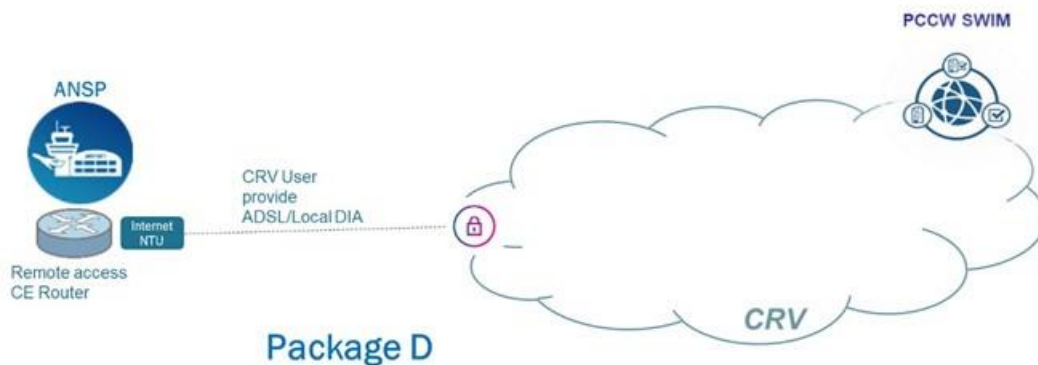 PCCW SWIM
ANSP
CRV User
provide
ADSL/Local DIA
Internet
NTU
Remote access
CE Router
CRV
Package D